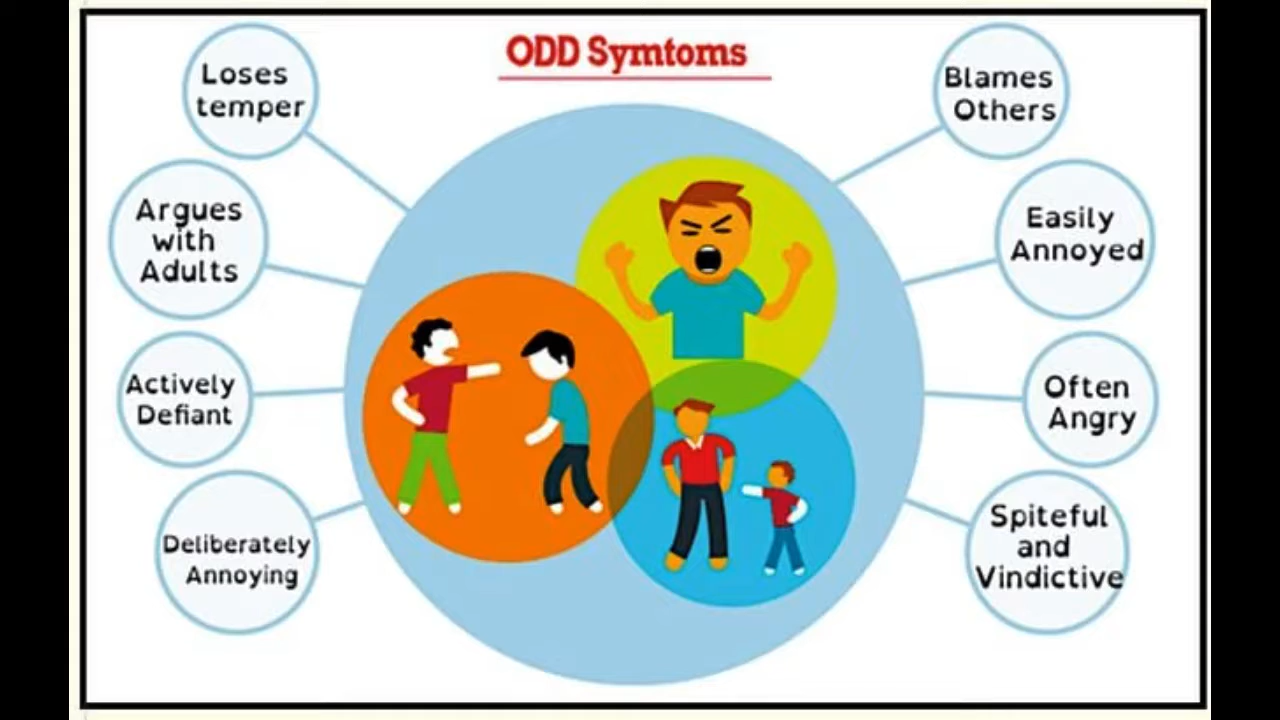 ODD Symtoms
Loses
temper
Argues
with
Adults
Actively
Defiant
Deliberately
Annoying
Blames
Others
Easily
Annoyed
Often
Angry
Spiteful
and
Vindictive